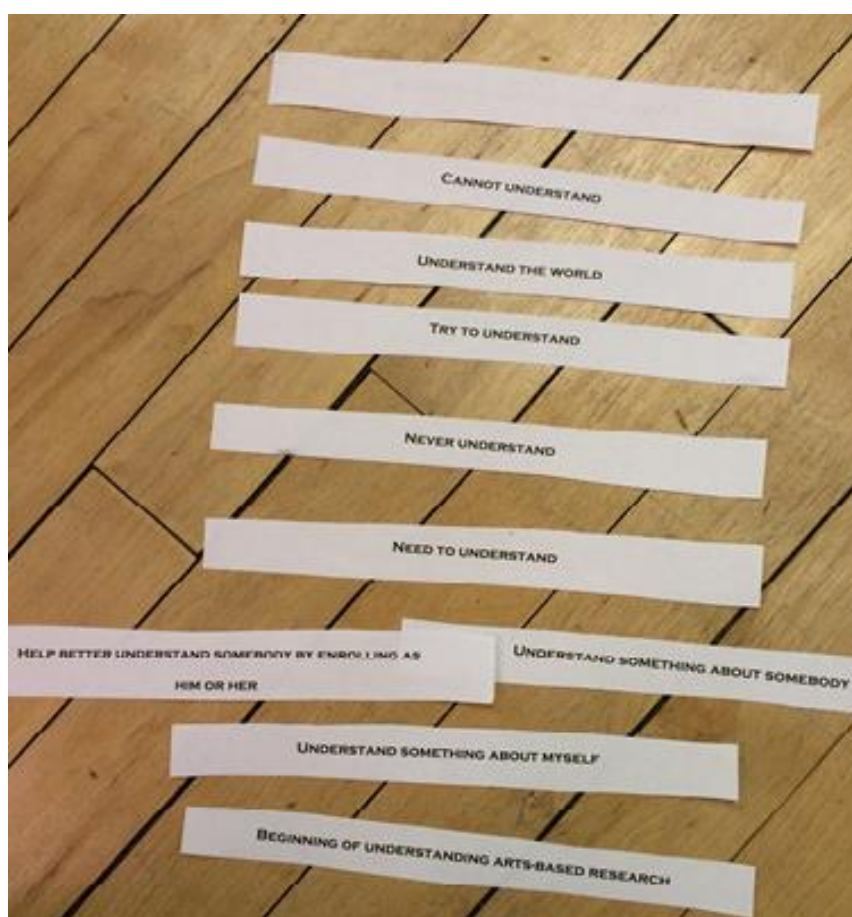 Cannot understand
Understand the world
Try to understand
Never understand
Need to understand
Help better understand somebody by enrolling as
him or her
Understand something about somebody
Understand something about myself
Beginning of understanding arts-based research